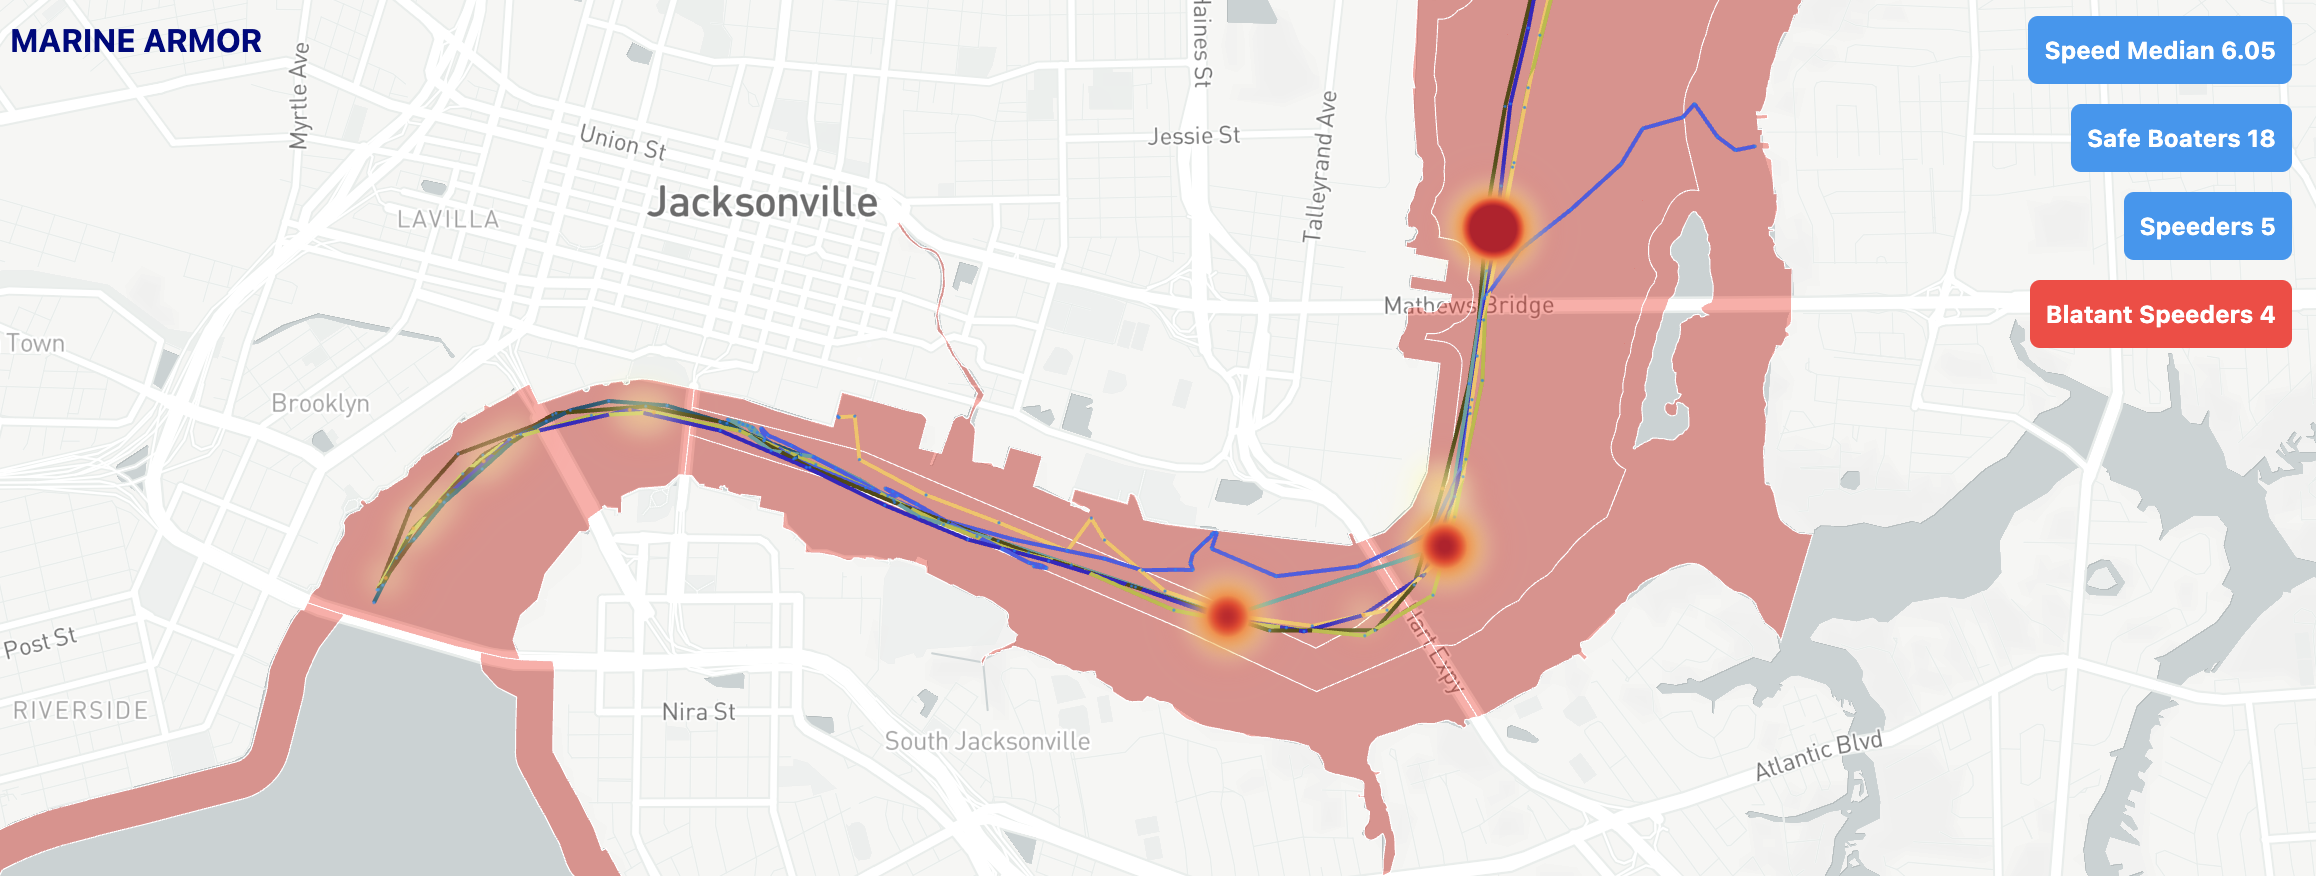 MARINE ARMOR
Speed Median 6.05
Safe Boaters 18
Speeders 5
Blatant Speeders 4
Myrtle Ave
Union St
Haines St
Jessie St
Talleyrand Ave
Jacksonville
LAVILLA
Mathews Bridge
Town
Brooklyn
Hart Expy
Post St
RIVERSIDE
Nira St
South Jacksonville
Atlantic Blvd